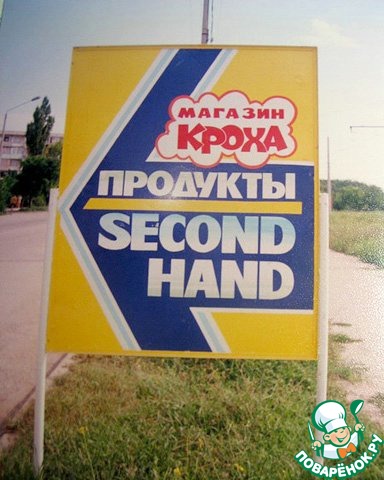 МАГАЗИН
КРОХА
ПРОДУКТЫ
SECOND
HAND
ПОВАРЁНОК.РУ